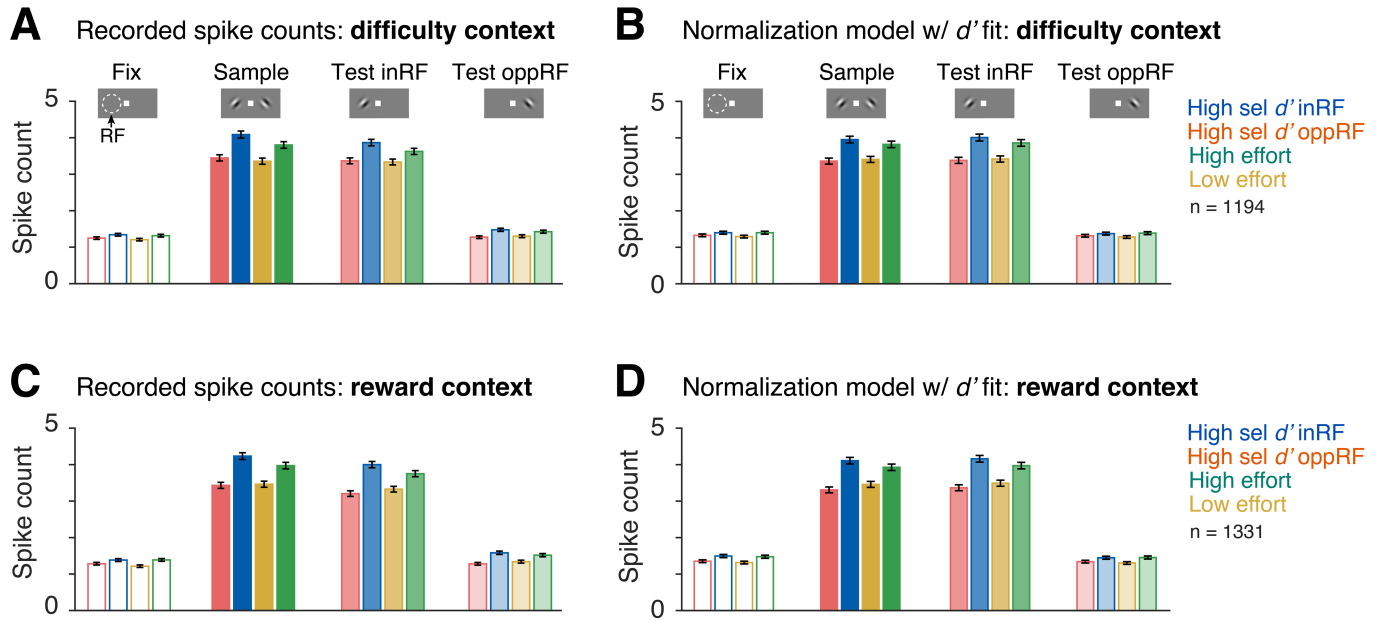 A Recorded spike counts: difficulty context
Fix Sample Test inRF Test oppRF
RF
Spike count
5
0
B Normalization model w/ d’ fit: difficulty context
Fix Sample Test inRF Test oppRF
Spike count
5
0
High sel d’ inRF
High sel d’ oppRF
High effort
Low effort
n = 1194
C Recorded spike counts: reward context
Spike count
5
0
D Normalization model w/ d’ fit: reward context
Spike count
5
0
High sel d’ inRF
High sel d’ oppRF
High effort
Low effort
n = 1331